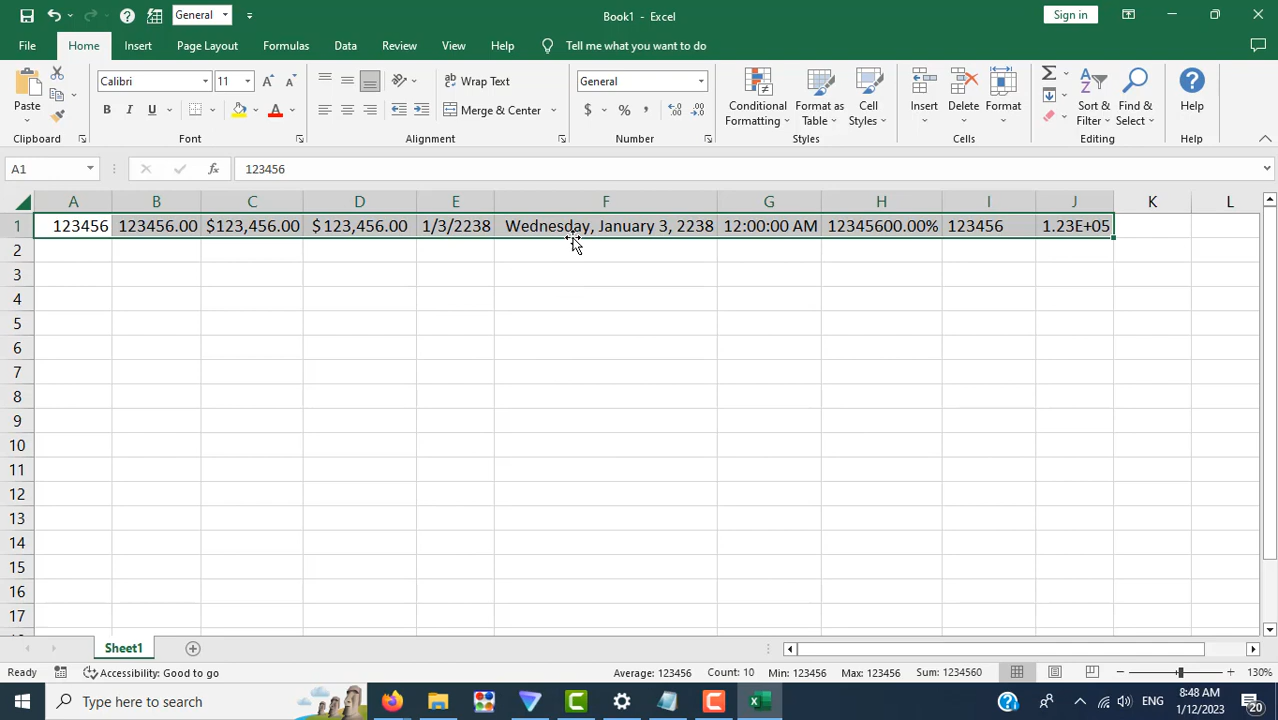 General
Book1 - Excel
Sign in
File Home Insert Page Layout Formulas Data Review View Help Tell me what you want to do
Paste
Calibri 11
B I U
A
ab Wrap Text
Merge & Center
General
$ % ,
Conditional Formatting
Format as Table
Cell Styles
Insert
Delete
Format
Sort & Filter
Find & Select
Help
Clipboard Font Alignment Number Styles Cells Editing Help
A1 fx 123456
A B C D E F G H I J K L
1 123456 123456.00 $123,456.00 $ 123,456.00 1/3/2238 Wednesday, January 3, 2238 12:00:00 AM 12345600.00% 123456 1.23E+05
2
3
4
5
6
7
8
9
10
11
12
13
14
15
16
17
Sheet1
Ready Accessibility: Good to go Average: 123456 Count: 10 Min: 123456 Max: 123456 Sum: 1234560 130%
Type here to search
ENG
8:48 AM
1/12/2023
20